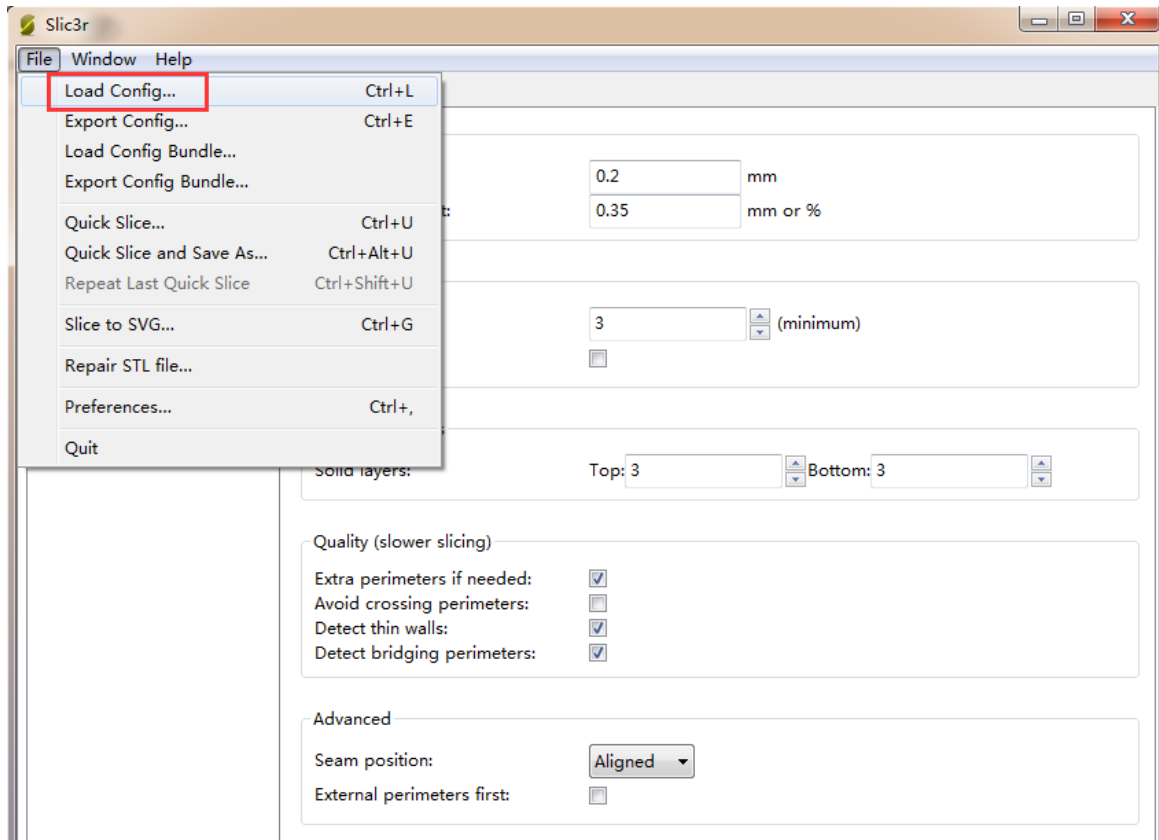 Slic3r
File Window Help
Load Config... Ctrl+L
Export Config... Ctrl+E
Load Config Bundle...
Export Config Bundle...
0.2 mm
Quick Slice... Ctrl+U
t: 0.35 mm or %
Quick Slice and Save As... Ctrl+Alt+U
Repeat Last Quick Slice Ctrl+Shift+U
Slice to SVG... Ctrl+G
3 (minimum)
Repair STL file...
Preferences... Ctrl+,
Quit
Solid layers: Top: 3 Bottom: 3
Quality (slower slicing)
Extra perimeters if needed:
Avoid crossing perimeters:
Detect thin walls:
Detect bridging perimeters:
Advanced
Seam position: Aligned
External perimeters first: